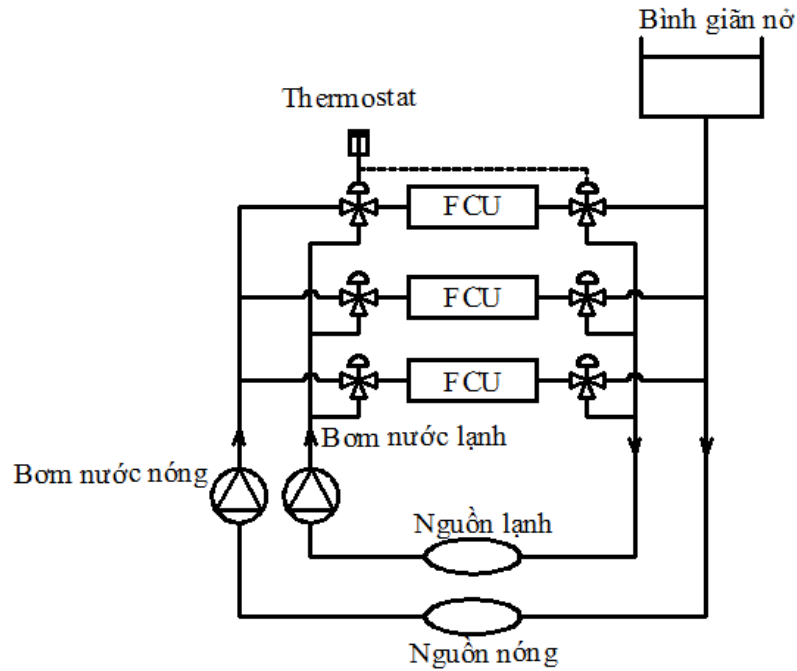 Bình giãn nở
Thermostat
FCU
FCU
FCU
Bơm nước lạnh
Bơm nước nóng
Nguồn lạnh
Nguồn nóng